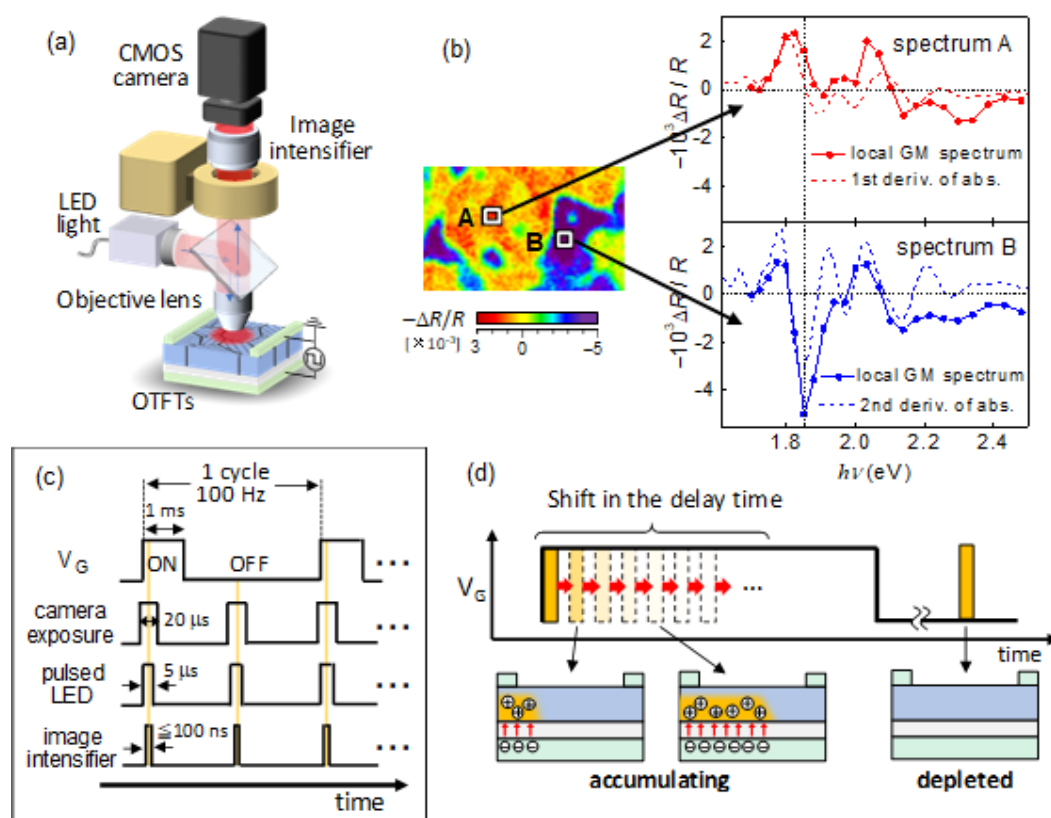 (a)
CMOS
camera
Image
intensifier
LED
light
Objective lens
OTFTs
(b)
A
B
−ΔR/R
[×10⁻³]
3 0 −5
spectrum A
2
0
−2
−4
−10³ΔR / R
local GM spectrum
1st deriv. of abs.
spectrum B
2
0
−2
−4
−10³ΔR / R
local GM spectrum
2nd deriv. of abs.
1.8 2.0 2.2 2.4
hν (eV)
(c)
1 cycle
100 Hz
1 ms
V_G
ON OFF
camera
exposure
20 μs
pulsed
LED
5 μs
image
intensifier
≦100 ns
time
(d)
Shift in the delay time
V_G
...
time
accumulating
depleted